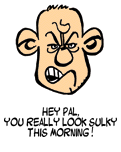 HEY PAL,
YOU REALLY LOOK SULKY
THIS MORNING!